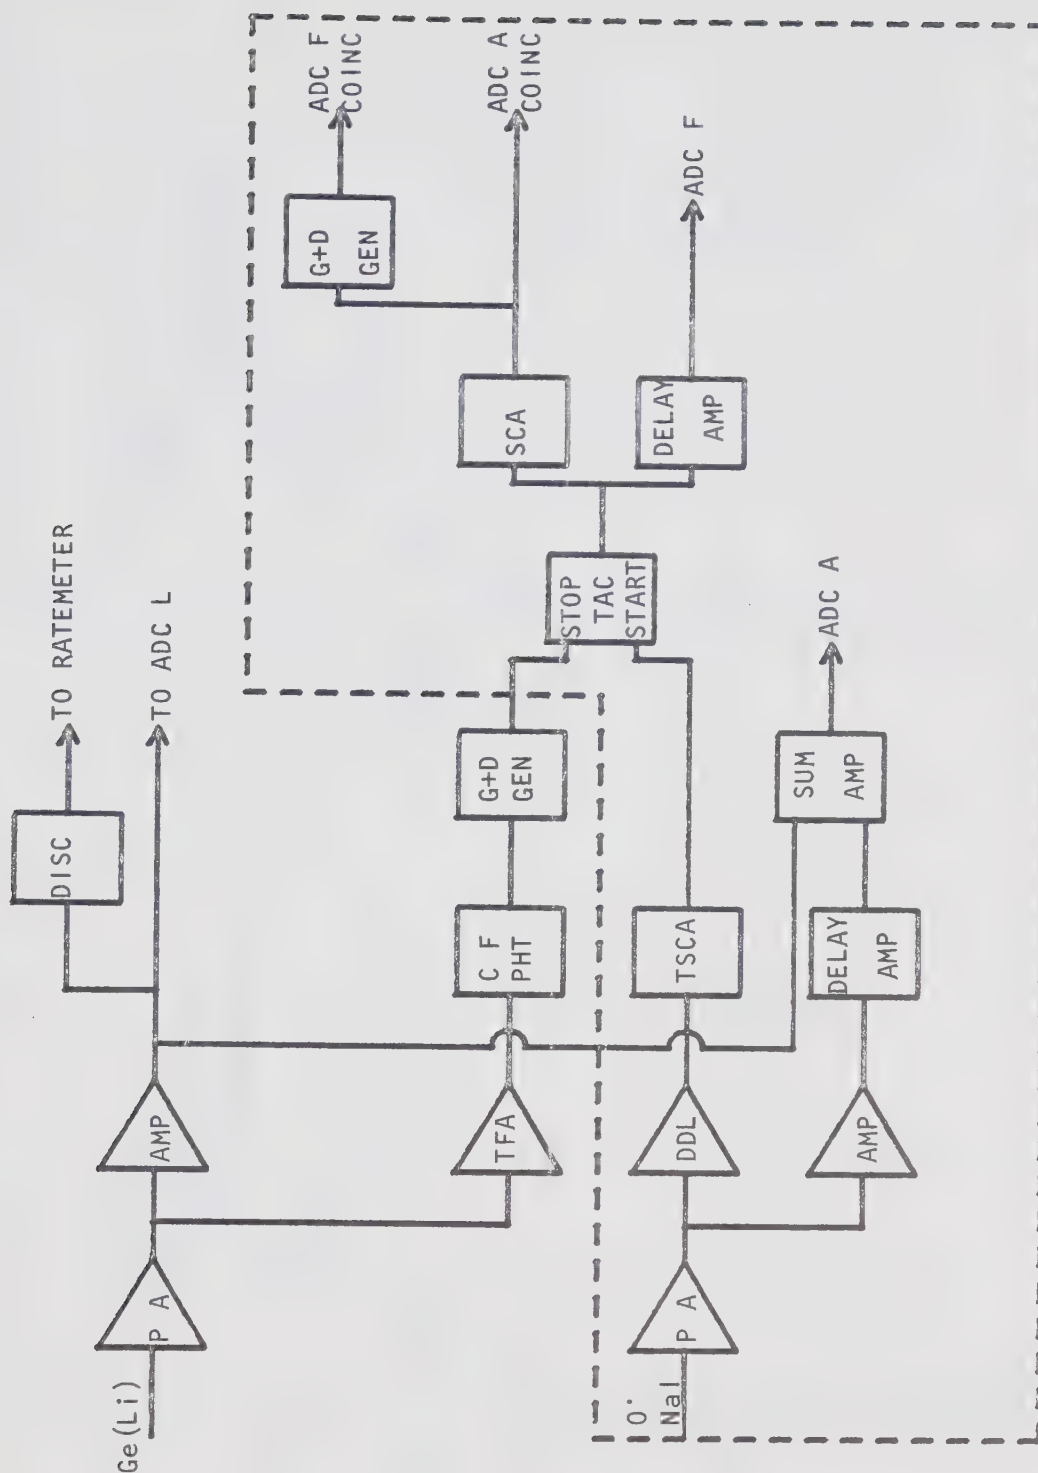 Ge(Li)
P A
AMP
DISC
TO RATEMETER
TO ADC L
TFA
C F
PHT
G+D
GEN
O°
NaI
P A
DDL
TSCA
AMP
DELAY
AMP
SUM
AMP
ADC A
STOP
TAC
START
SCA
DELAY
AMP
G+D
GEN
ADC F
COINC
ADC A
COINC
ADC F